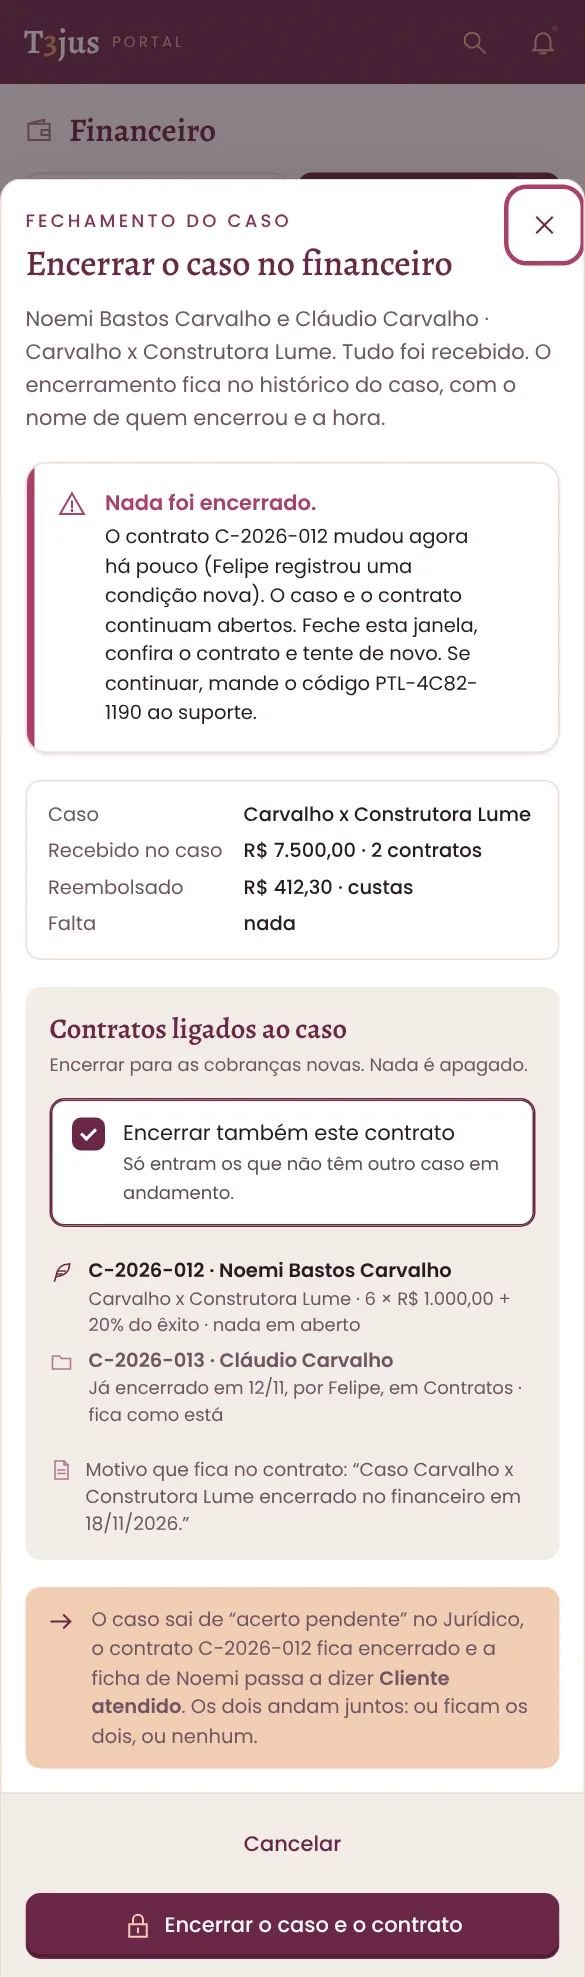 T3jus PORTAL
Financeiro
FECHAMENTO DO CASO
Encerrar o caso no financeiro
Noemi Bastos Carvalho e Cláudio Carvalho ·
Carvalho x Construtora Lume. Tudo foi recebido. O
encerramento fica no histórico do caso, com o
nome de quem encerrou e a hora.
Nada foi encerrado.
O contrato C-2026-012 mudou agora
há pouco (Felipe registrou uma
condição nova). O caso e o contrato
continuam abertos. Feche esta janela,
confira o contrato e tente de novo. Se
continuar, mande o código PTL-4C82-
1190 ao suporte.
Caso Carvalho x Construtora Lume
Recebido no caso R$ 7.500,00 · 2 contratos
Reembolsado R$ 412,30 · custas
Falta nada
Contratos ligados ao caso
Encerrar para as cobranças novas. Nada é apagado.
Encerrar também este contrato
Só entram os que não têm outro caso em
andamento.
C-2026-012 · Noemi Bastos Carvalho
Carvalho x Construtora Lume · 6 × R$ 1.000,00 +
20% do êxito · nada em aberto
C-2026-013 · Cláudio Carvalho
Já encerrado em 12/11, por Felipe, em Contratos ·
fica como está
Motivo que fica no contrato: “Caso Carvalho x
Construtora Lume encerrado no financeiro em
18/11/2026.”
O caso sai de “acerto pendente” no Jurídico,
o contrato C-2026-012 fica encerrado e a
ficha de Noemi passa a dizer Cliente
atendido. Os dois andam juntos: ou ficam os
dois, ou nenhum.
Cancelar
Encerrar o caso e o contrato